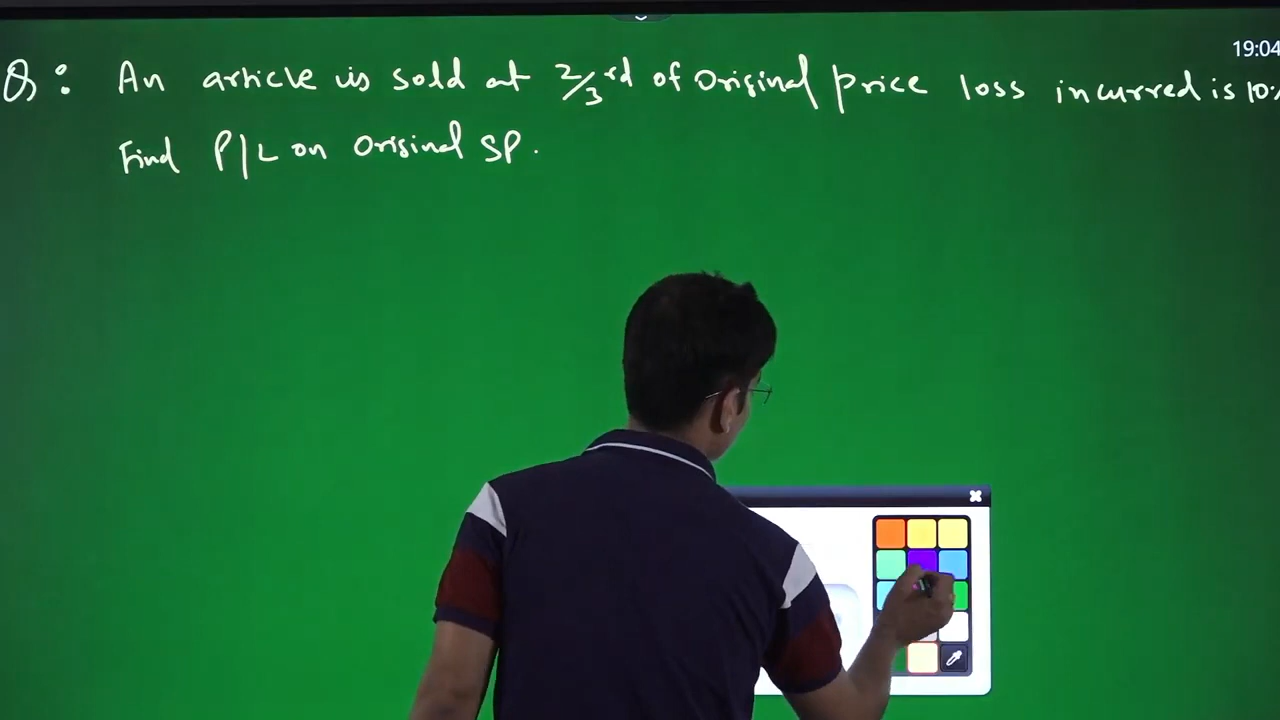 19:04
Q: An article is sold at 2/3rd of Original price loss incurred is 10%
Find P/L on Original SP.